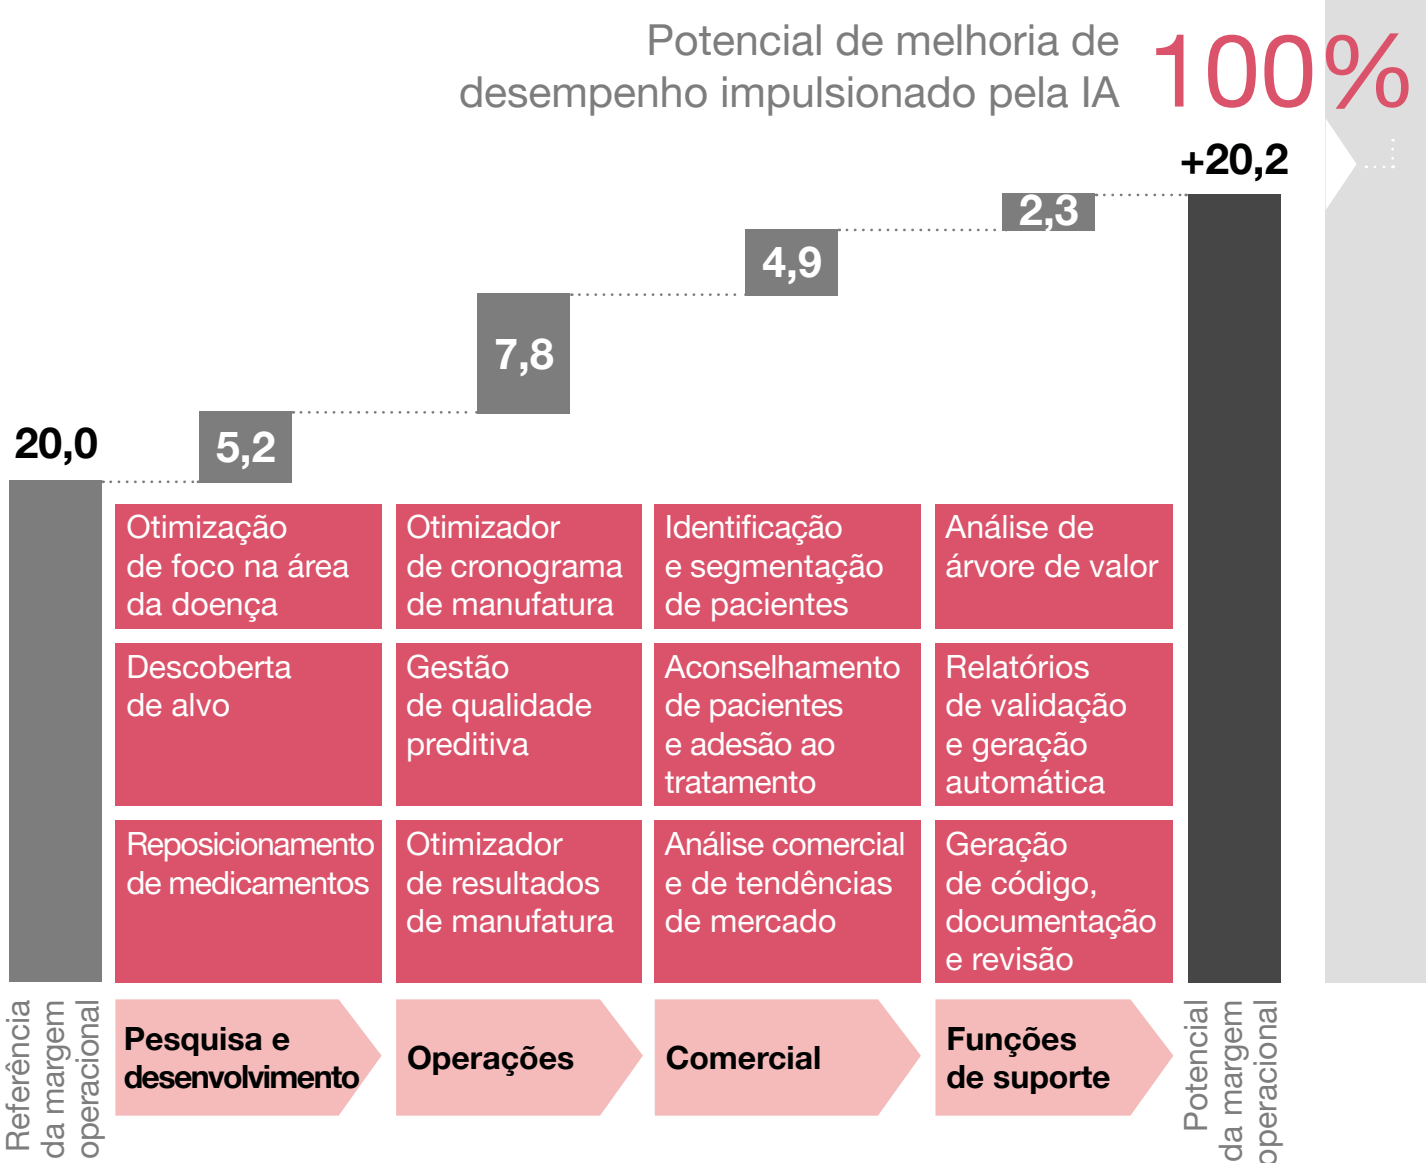 Potencial de melhoria de
desempenho impulsionado pela IA
100%
+20,2
2,3
4,9
7,8
5,2
20,0
Otimização
de foco na área
da doença
Otimizador
de cronograma
de manufatura
Identificação
e segmentação
de pacientes
Análise de
árvore de valor
Descoberta
de alvo
Gestão
de qualidade
preditiva
Aconselhamento
de pacientes
e adesão ao
tratamento
Relatórios
de validação
e geração
automática
Reposicionamento
de medicamentos
Otimizador
de resultados
de manufatura
Análise comercial
e de tendências
de mercado
Geração
de código,
documentação
e revisão
Referência
da margem
operacional
Pesquisa e
desenvolvimento
Operações
Comercial
Funções
de suporte
Potencial
da margem
operacional